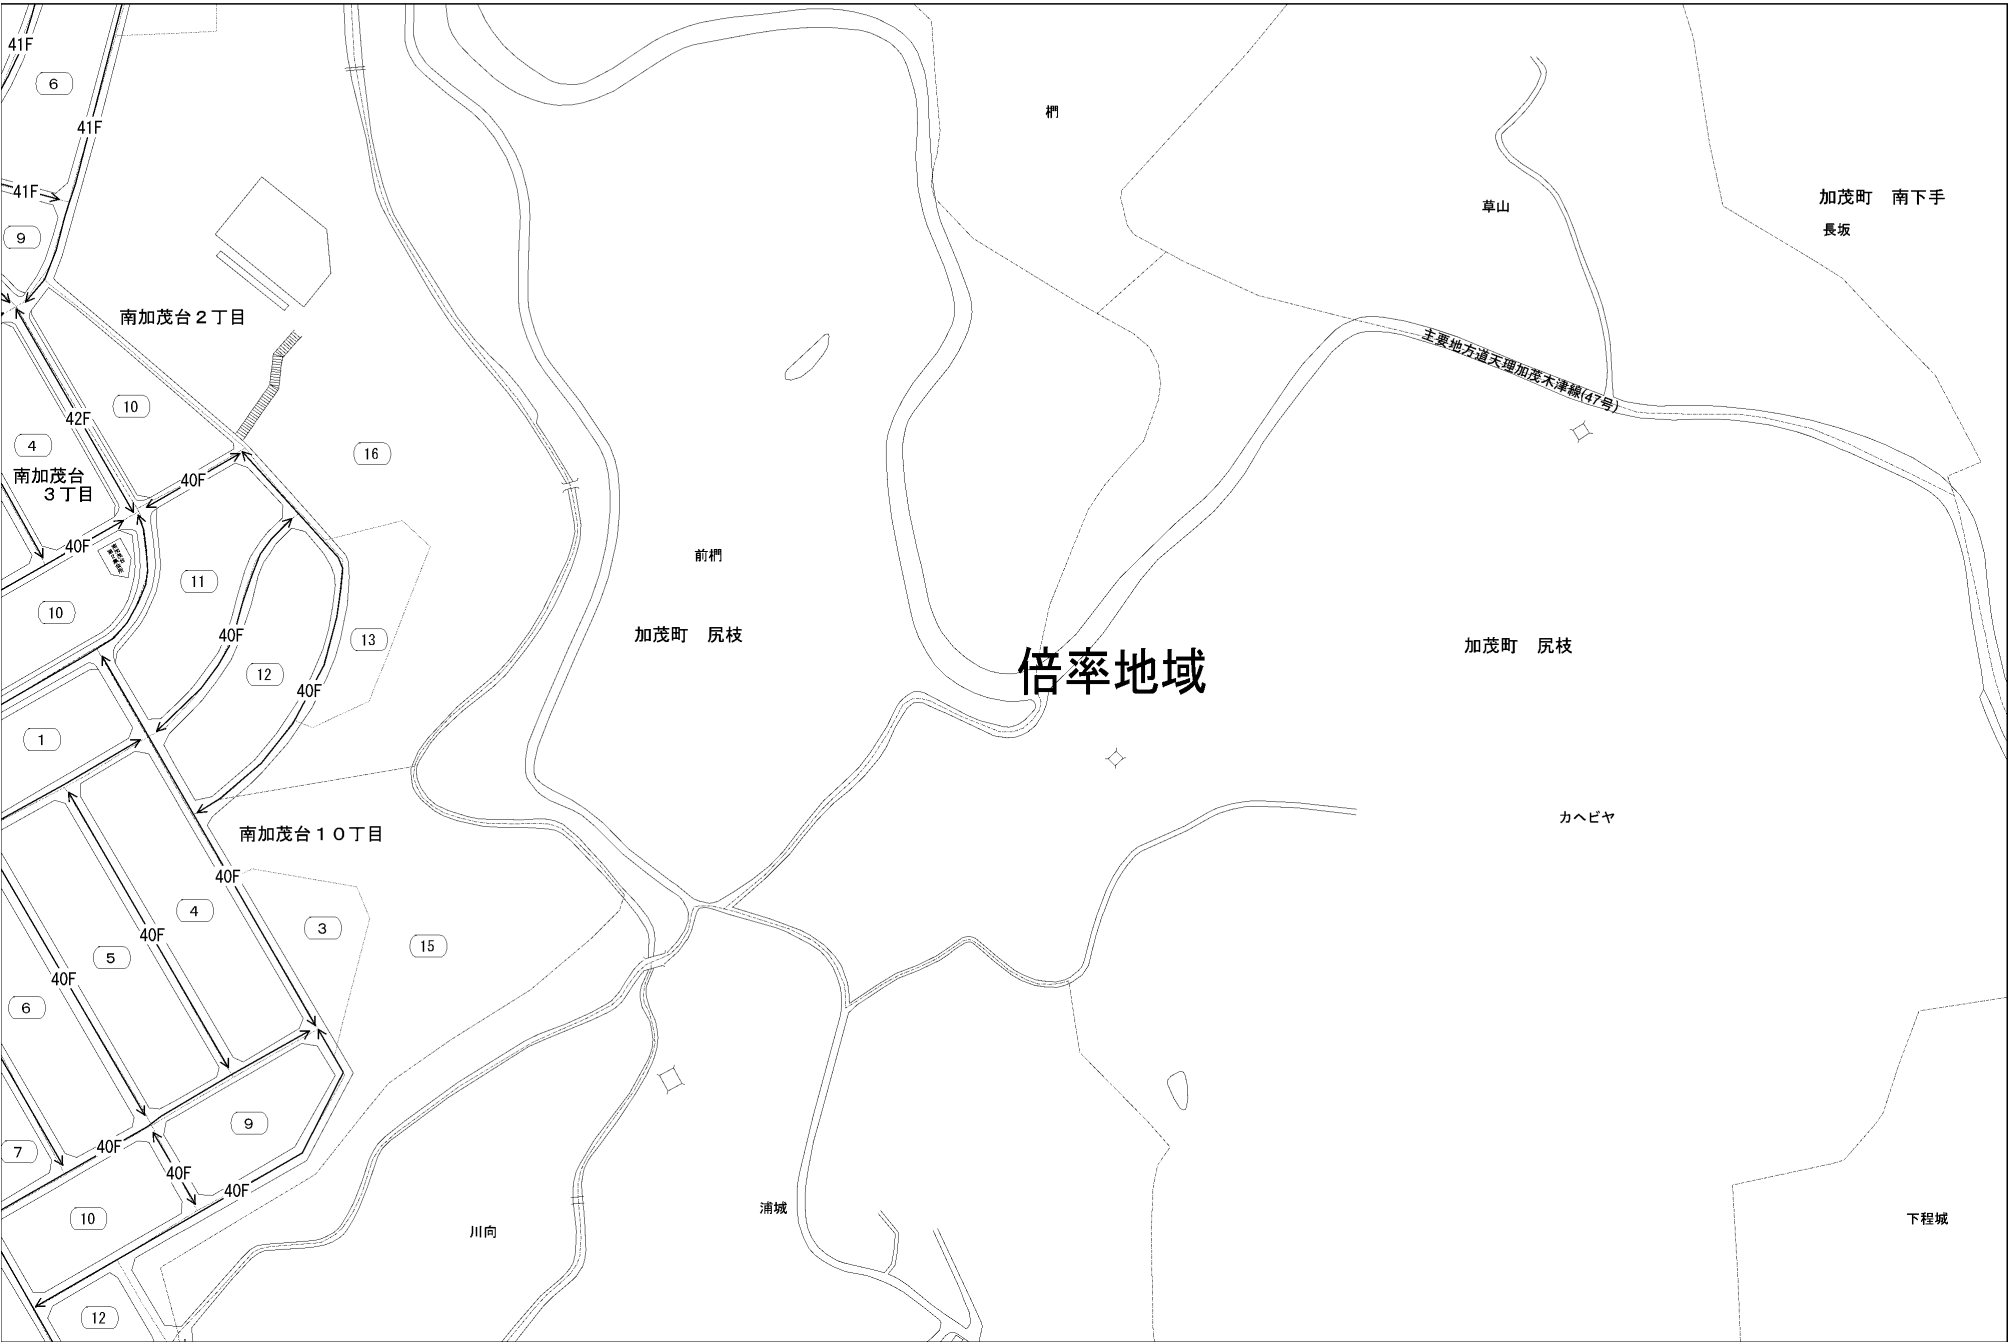 41F
6
41F
41F
9
椚
草山
加茂町　南下手
長坂
南加茂台２丁目
主要地方道天理加茂木津線(47号)
10
42F
4
南加茂台
３丁目
16
40F
40F
11
10
前椚
加茂町　尻枝
倍率地域
加茂町　尻枝
40F
13
12
40F
1
カヘビヤ
南加茂台１０丁目
40F
4
3
15
40F
5
40F
6
9
40F
7
40F
40F
10
川向
浦城
下程城
12